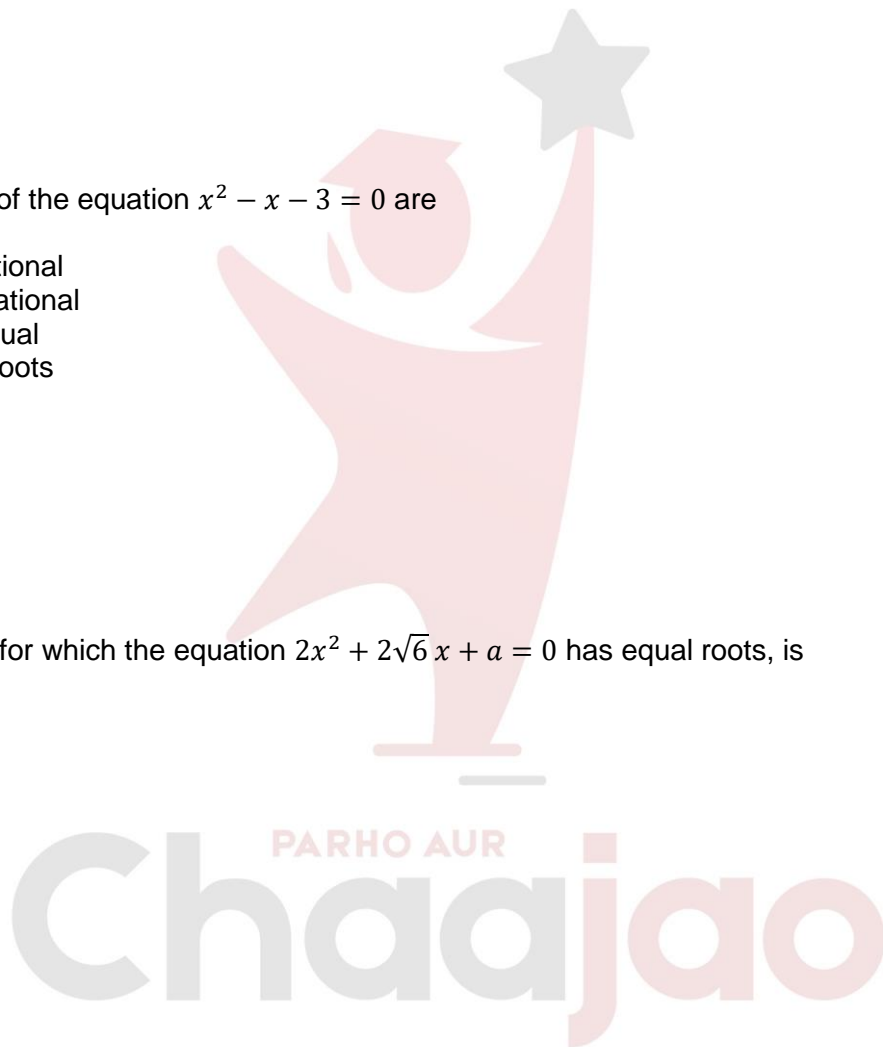 of the equation x² − x − 3 = 0 are
tional
ational
ual
oots
for which the equation 2x² + 2√6 x + a = 0 has equal roots, is
PARHO AUR
Chaajao